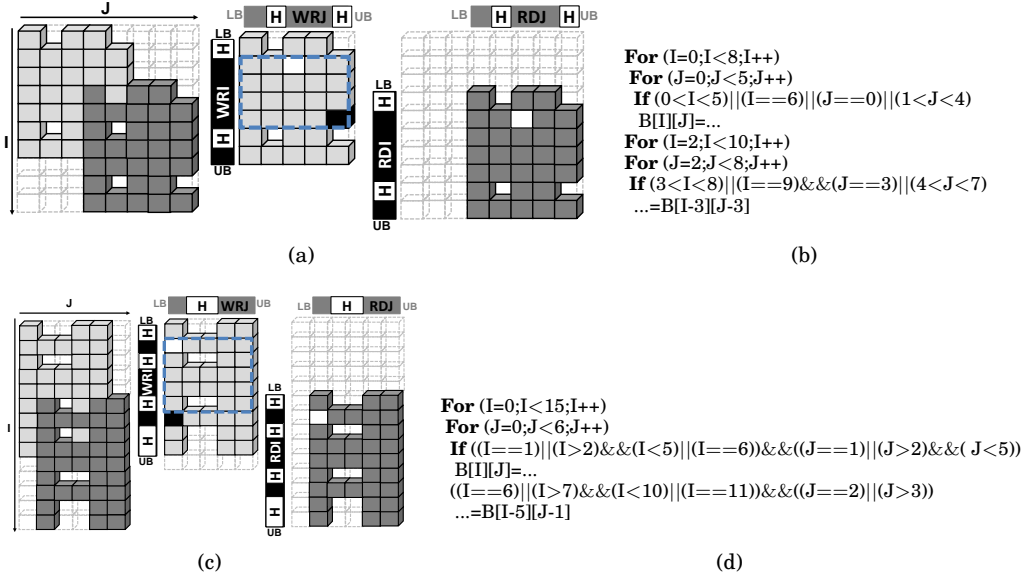 J
I
LB
H
WRJ
H
UB
LB
H
WRI
H
UB
LB
H
RDJ
H
UB
LB
H
RDI
H
UB
For (I=0;I<8;I++)
For (J=0;J<5;J++)
If (0<I<5)||(I==6)||(J==0)||(1<J<4)
B[I][J]=...
For (I=2;I<10;I++)
For (J=2;J<8;J++)
If (3<I<8)||(I==9)&&(J==3)||(4<J<7)
...=B[I-3][J-3]
(a)
(b)
J
I
LB
H
WRJ
UB
LB
H
H
WRI
H
H
UB
LB
H
RDJ
UB
LB
H
H
RDI
H
H
UB
For (I=0;I<15;I++)
For (J=0;J<6;J++)
If ((I==1)||(I>2)&&(I<5)||(I==6))&&((J==1)||(J>2)&&( J<5))
B[I][J]=...
((I==6)||(I>7)&&(I<10)||(I==11))&&((J==2)||(J>3))
...=B[I-5][J-1]
(c)
(d)